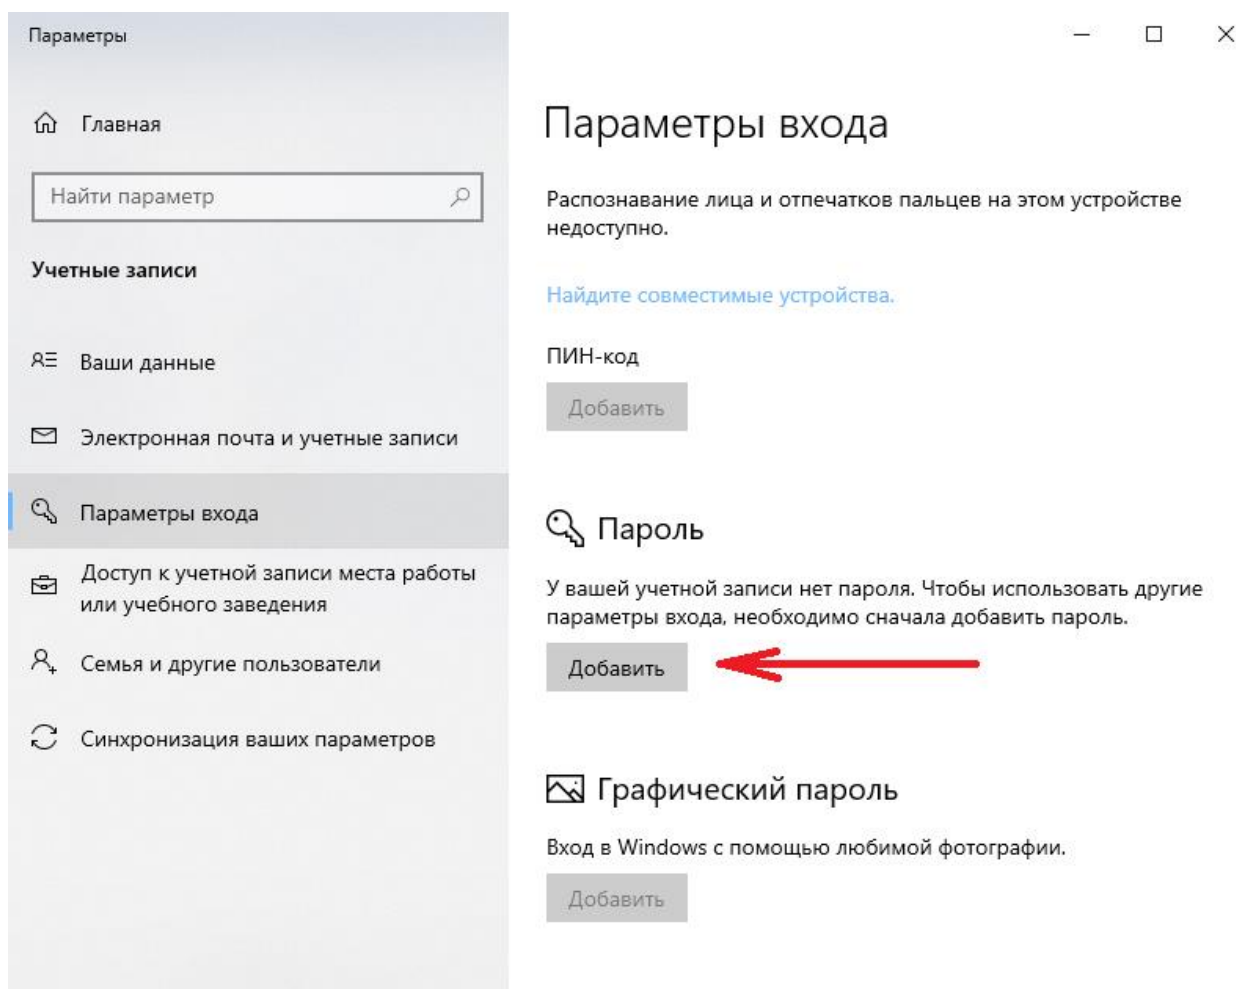 Параметры
Главная
Найти параметр
Учетные записи
Ваши данные
Электронная почта и учетные записи
Параметры входа
Доступ к учетной записи места работы
или учебного заведения
Семья и другие пользователи
Синхронизация ваших параметров
Параметры входа
Распознавание лица и отпечатков пальцев на этом устройстве
недоступно.
Найдите совместимые устройства.
ПИН-код
Добавить
Пароль
У вашей учетной записи нет пароля. Чтобы использовать другие
параметры входа, необходимо сначала добавить пароль.
Добавить
Графический пароль
Вход в Windows с помощью любимой фотографии.
Добавить